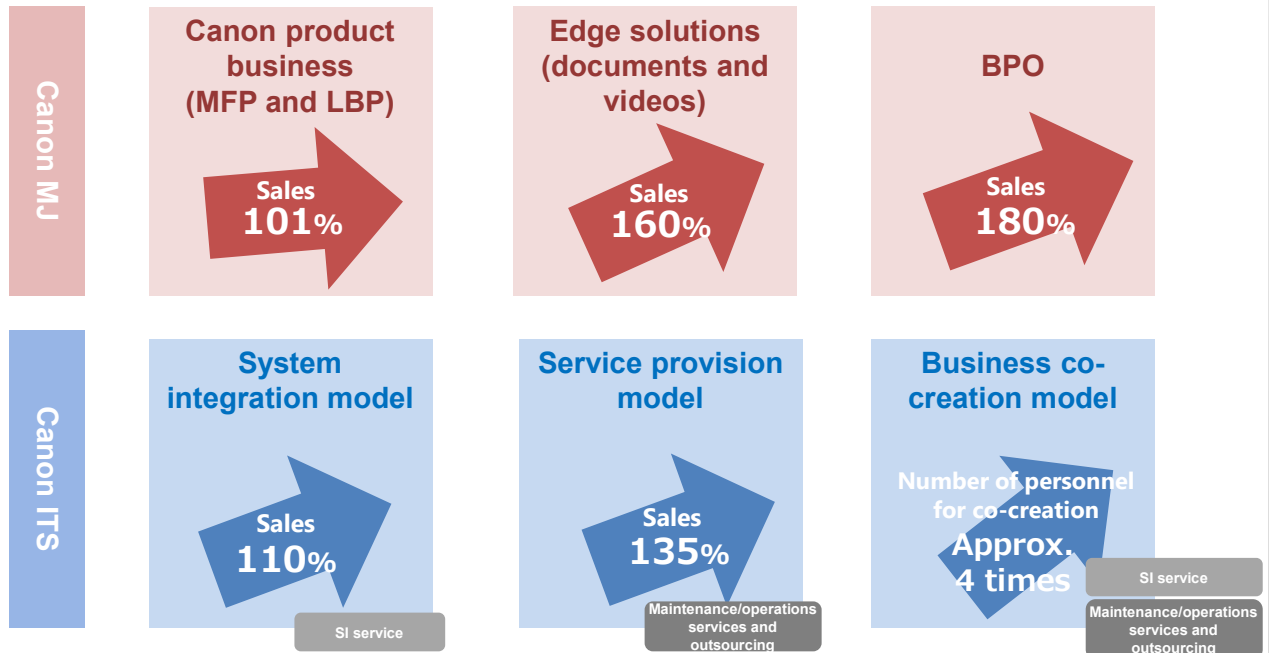 Canon MJ
Canon product
business
(MFP and LBP)
Sales
101%
Edge solutions
(documents and
videos)
Sales
160%
BPO
Sales
180%
Canon ITS
System
integration model
Sales
110%
SI service
Service provision
model
Sales
135%
Maintenance/operations
services and
outsourcing
Business co-
creation model
Number of personnel
for co-creation
Approx.
4 times
SI service
Maintenance/operations
services and
outsourcing